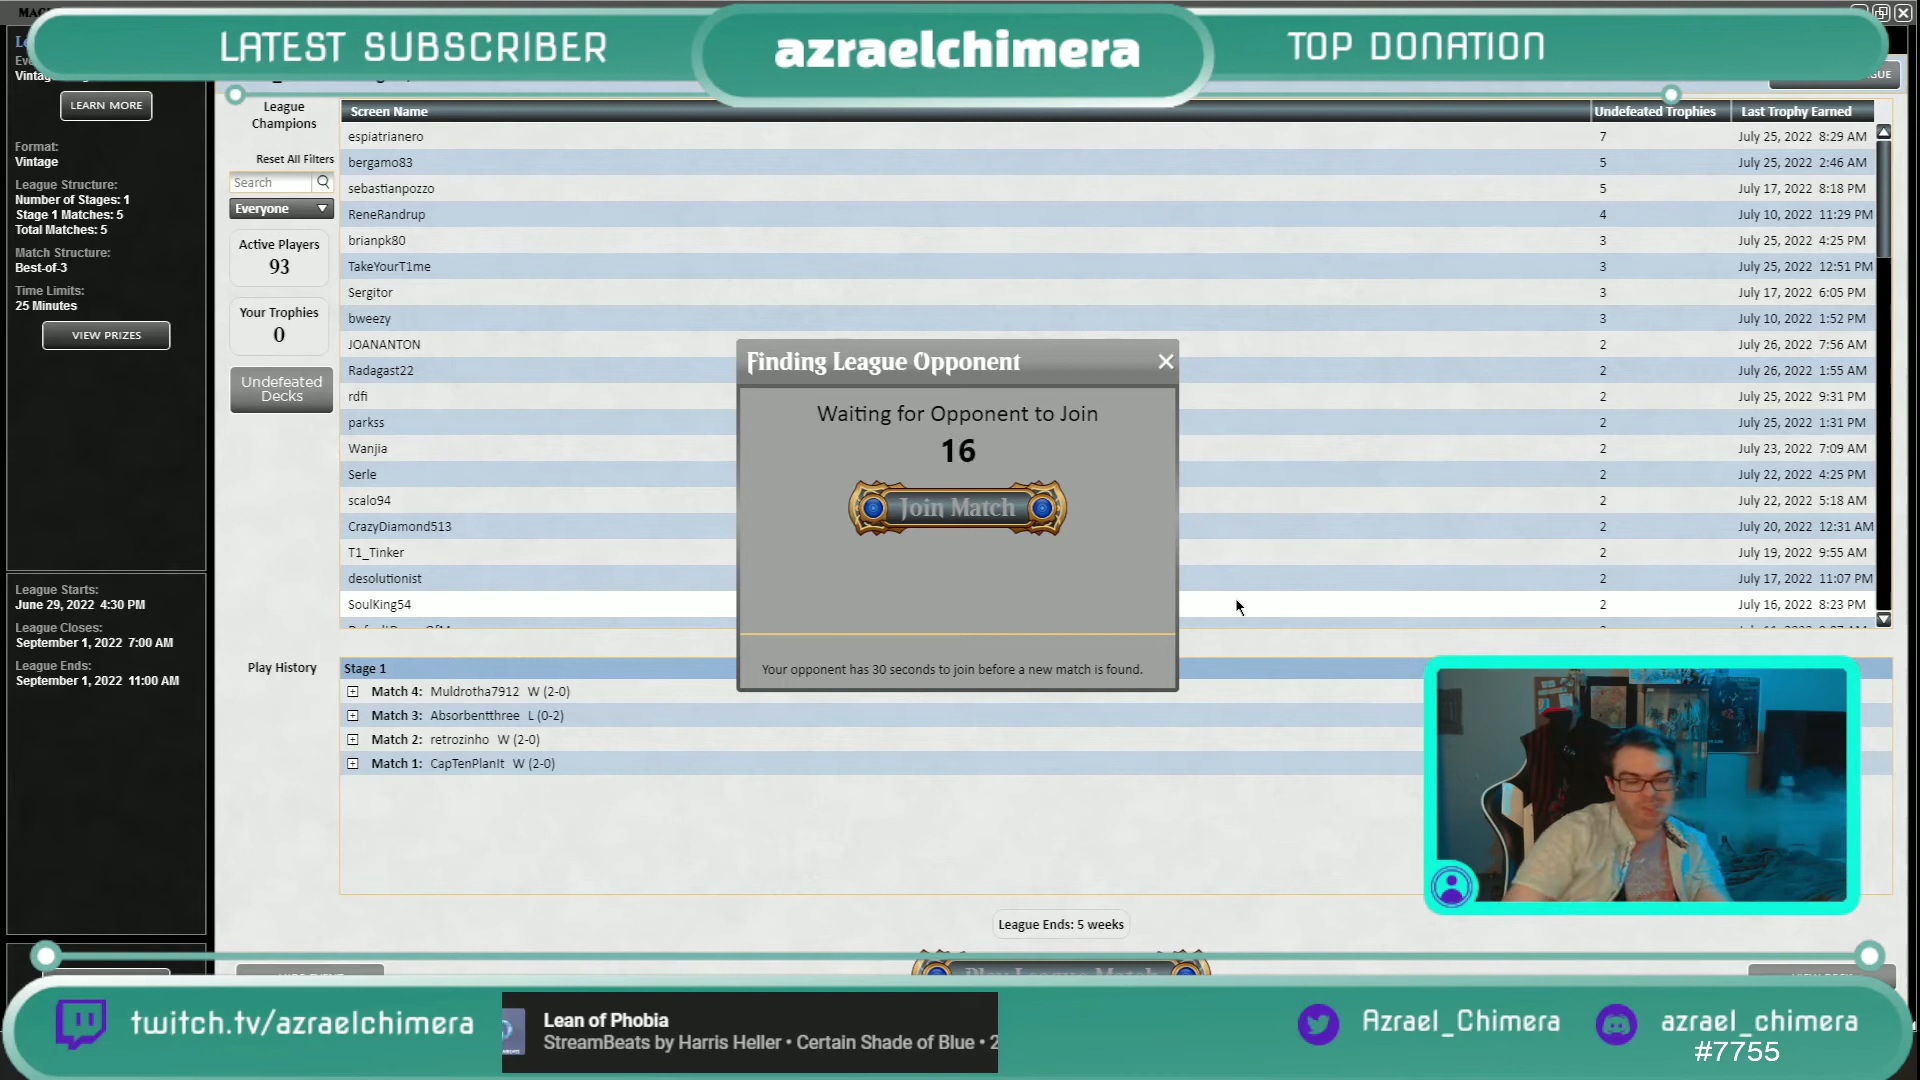 LATEST SUBSCRIBER
azraelchimera
TOP DONATION
Vintag
LEARN MORE
Format:
Vintage
League Structure:
Number of Stages: 1
Stage 1 Matches: 5
Total Matches: 5
Match Structure:
Best-of-3
Time Limits:
25 Minutes
VIEW PRIZES
League Starts:
June 29, 2022 4:30 PM
League Closes:
September 1, 2022 7:00 AM
League Ends:
September 1, 2022 11:00 AM
League
Champions
Reset All Filters
Search
Everyone
Active Players
93
Your Trophies
0
Undefeated
Decks
Screen Name Undefeated Trophies Last Trophy Earned
espiatrianero 7 July 25, 2022 8:29 AM
bergamo83 5 July 25, 2022 2:46 AM
sebastianpozzo 5 July 17, 2022 8:18 PM
ReneRandrup 4 July 10, 2022 11:29 PM
brianpk80 3 July 25, 2022 4:25 PM
TakeYourT1me 3 July 25, 2022 12:51 PM
Sergitor 3 July 17, 2022 6:05 PM
bweezy 3 July 10, 2022 1:52 PM
JOANANTON 2 July 26, 2022 7:56 AM
Radagast22 2 July 26, 2022 1:55 AM
rdfi 2 July 25, 2022 9:31 PM
parkss 2 July 25, 2022 1:31 PM
Wanjia 2 July 23, 2022 7:09 AM
Serle 2 July 22, 2022 4:25 PM
scalo94 2 July 22, 2022 5:18 AM
CrazyDiamond513 2 July 20, 2022 12:31 AM
T1_Tinker 2 July 19, 2022 9:55 AM
desolutionist 2 July 17, 2022 11:07 PM
SoulKing54 2 July 16, 2022 8:23 PM
Finding League Opponent
Waiting for Opponent to Join
16
Join Match
Your opponent has 30 seconds to join before a new match is found.
Play History
Stage 1
Match 4: Muldrotha7912 W (2-0)
Match 3: Absorbentthree L (0-2)
Match 2: retrozinho W (2-0)
Match 1: CapTenPlanIt W (2-0)
League Ends: 5 weeks
Play League Match
twitch.tv/azraelchimera
Lean of Phobia
StreamBeats by Harris Heller • Certain Shade of Blue • 2
Azrael_Chimera
azrael_chimera
#7755